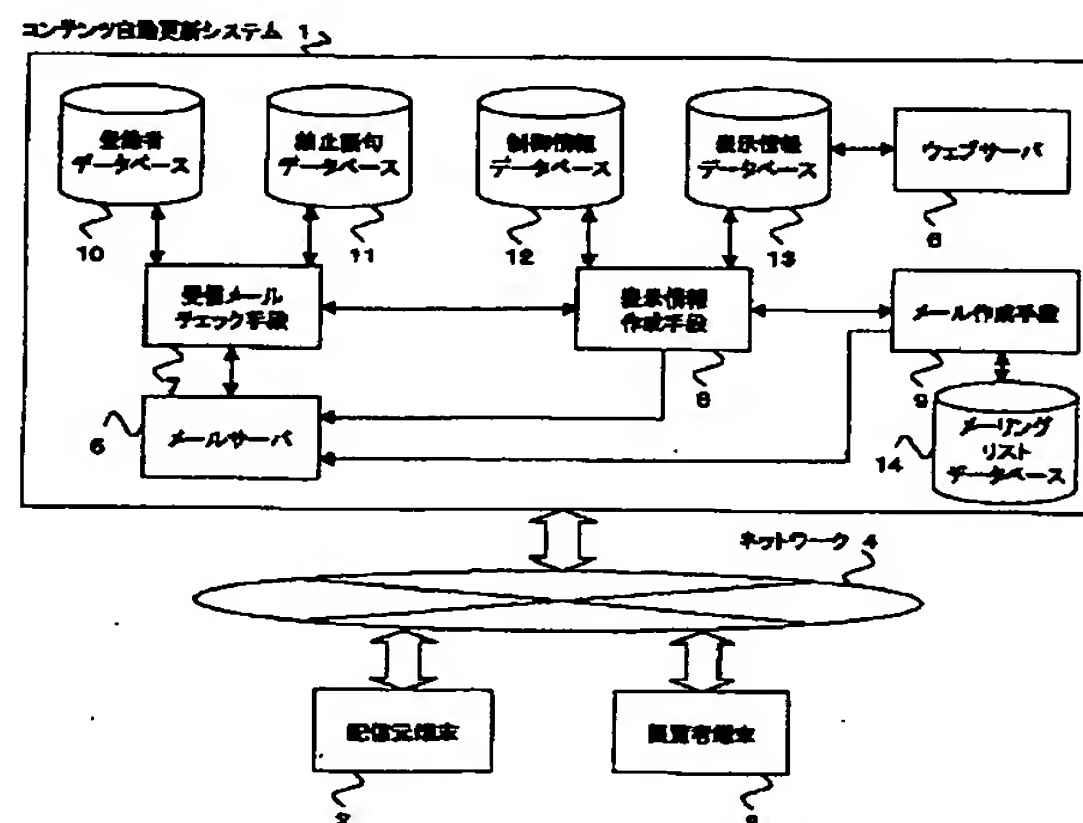 コンテンツ自動更新システム 1
登録者
データベース
禁止語句
データベース
制御情報
データベース
表示情報
データベース
ウェブサーバ
10
11
12
13
6
受信メール
チェック手段
表示情報
作成手段
メール作成手段
7
8
9
6
メールサーバ
14
メーリング
リスト
データベース
ネットワーク 4
配信元端末
閲覧者端末
2